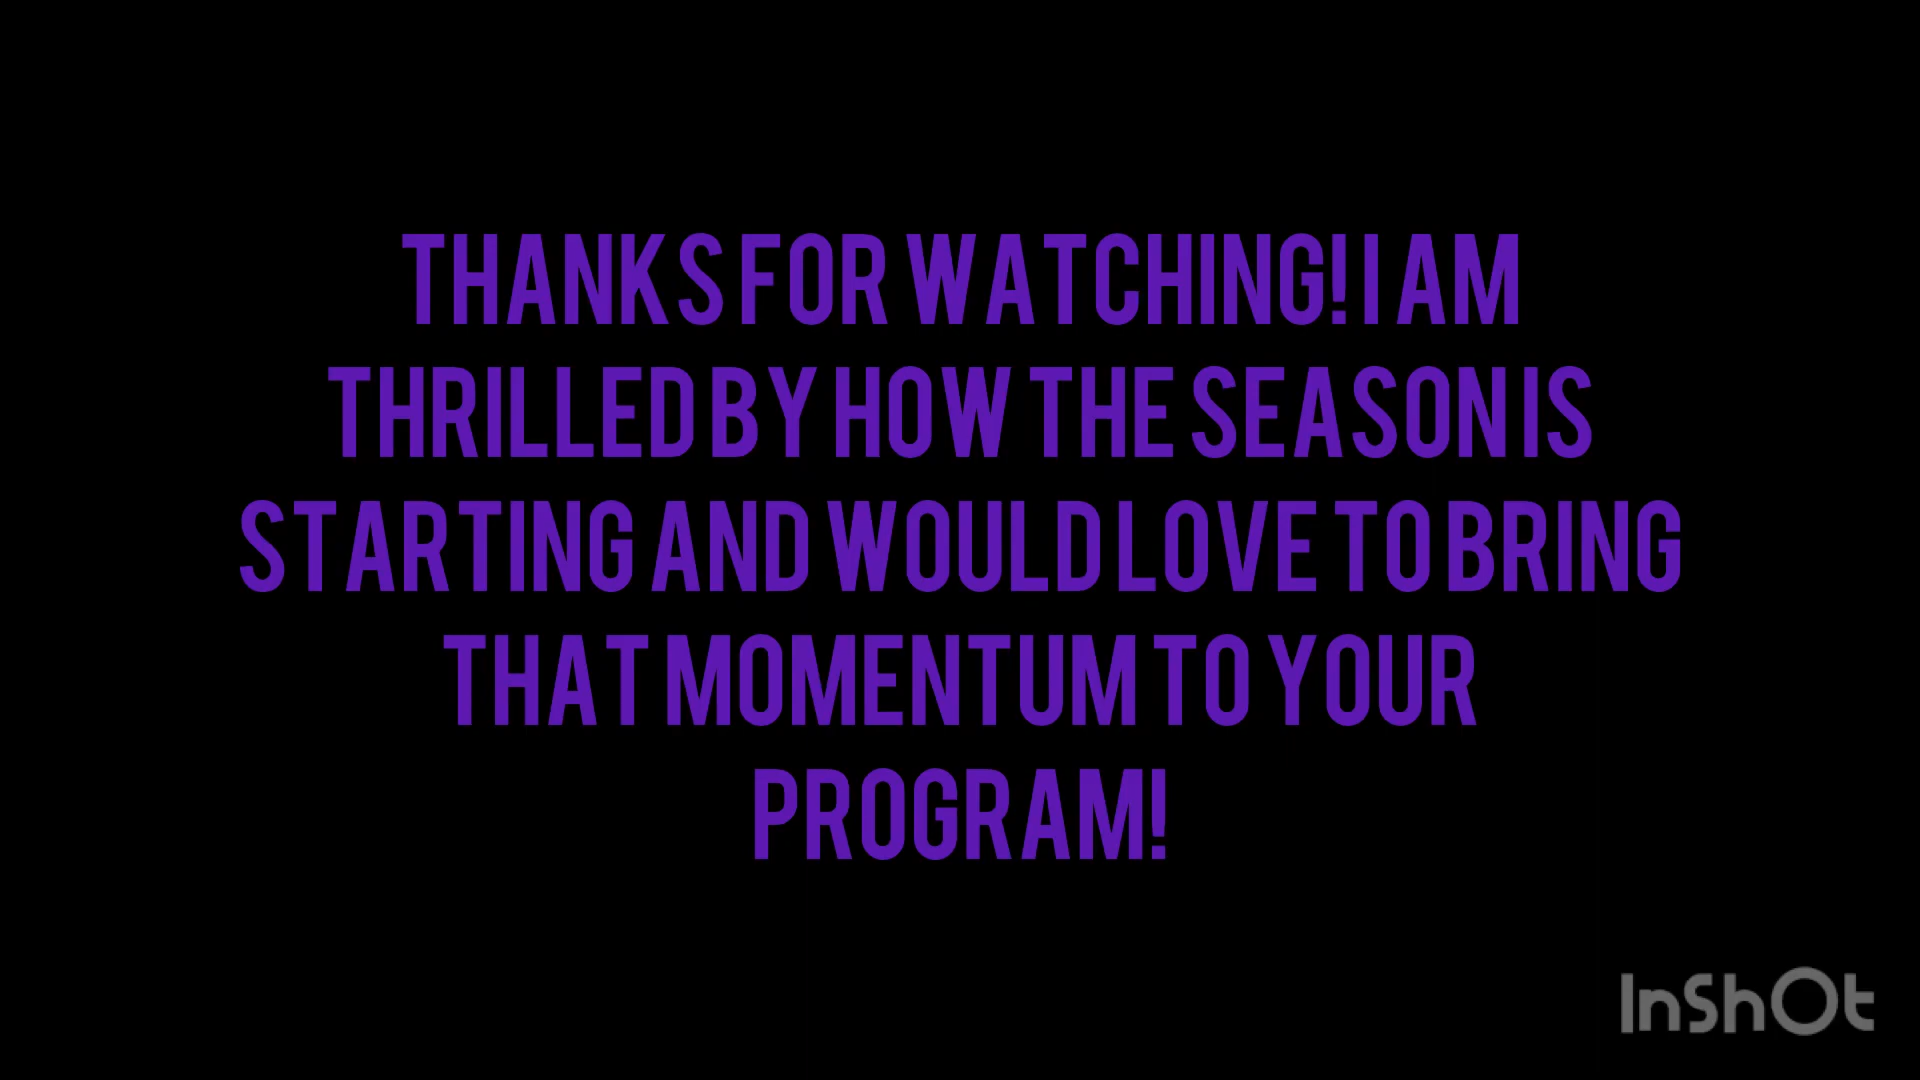 THANKS FOR WATCHING! I AM
THRILLED BY HOW THE SEASON IS
STARTING AND WOULD LOVE TO BRING
THAT MOMENTUM TO YOUR
PROGRAM!
InShOt